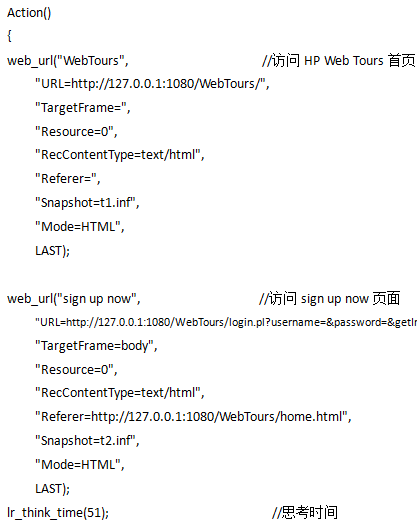 Action()
{
web_url("WebTours", //访问 HP Web Tours 首页
"URL=http://127.0.0.1:1080/WebTours/",
"TargetFrame=",
"Resource=0",
"RecContentType=text/html",
"Referer=",
"Snapshot=t1.inf",
"Mode=HTML",
LAST);
web_url("sign up now", //访问 sign up now 页面
"URL=http://127.0.0.1:1080/WebTours/login.pl?username=&password=&getIn
"TargetFrame=body",
"Resource=0",
"RecContentType=text/html",
"Referer=http://127.0.0.1:1080/WebTours/home.html",
"Snapshot=t2.inf",
"Mode=HTML",
LAST);
lr_think_time(51); //思考时间